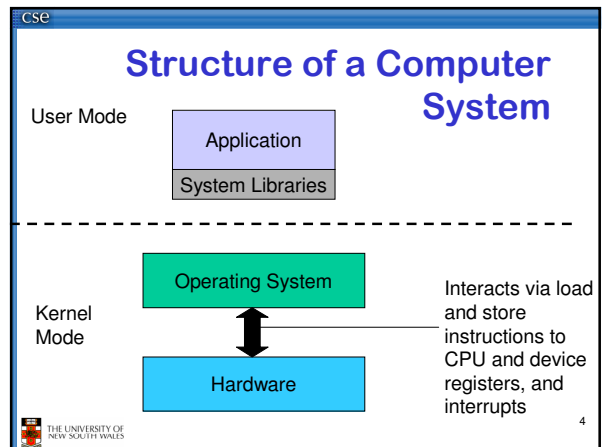 cse
Structure of a Computer
System
User Mode
Application
System Libraries
Operating System
Kernel
Mode
Interacts via load
and store
instructions to
CPU and device
registers, and
interrupts
Hardware
THE UNIVERSITY OF
NEW SOUTH WALES
4